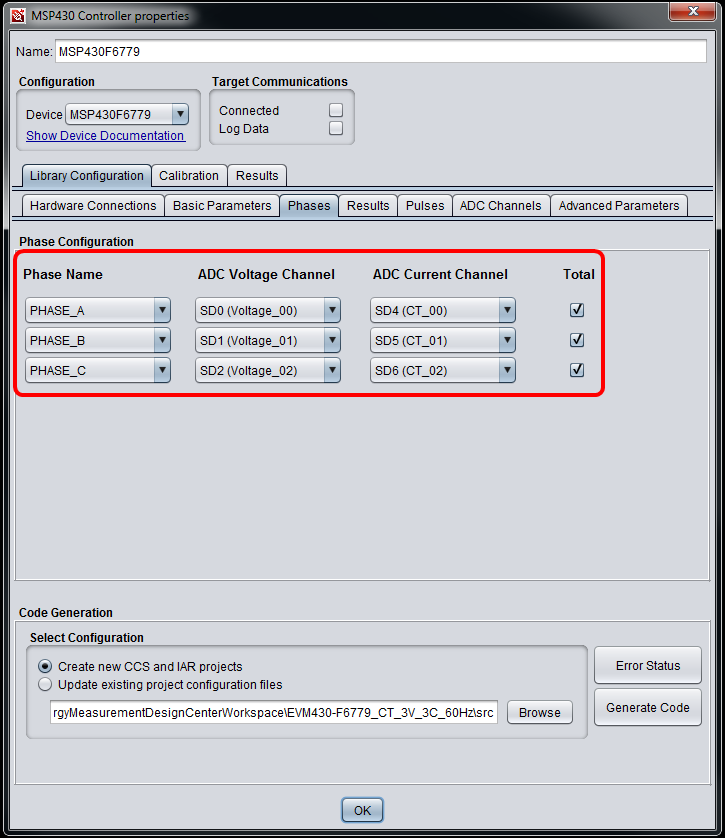 MSP430 Controller properties
Name: MSP430F6779
Configuration
Target Communications
Device MSP430F6779
Show Device Documentation
Connected
Log Data
Library Configuration Calibration Results
Hardware Connections Basic Parameters Phases Results Pulses ADC Channels Advanced Parameters
Phase Configuration
Phase Name ADC Voltage Channel ADC Current Channel Total
PHASE_A SD0 (Voltage_00) SD4 (CT_00)
PHASE_B SD1 (Voltage_01) SD5 (CT_01)
PHASE_C SD2 (Voltage_02) SD6 (CT_02)
Code Generation
Select Configuration
Create new CCS and IAR projects
Update existing project configuration files
rgyMeasurementDesignCenterWorkspace\EVM430-F6779_CT_3V_3C_60Hz\src Browse
Error Status
Generate Code
OK